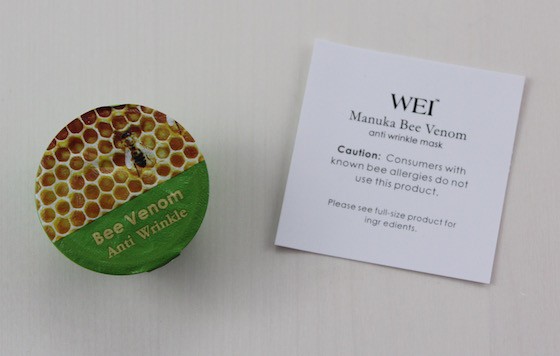 Bee Venom
Anti Wrinkle
WEI™
Manuka Bee Venom
anti wrinkle mask
Caution: Consumers with
known bee allergies do not
use this product.
Please see full-size product for
ingr edients.